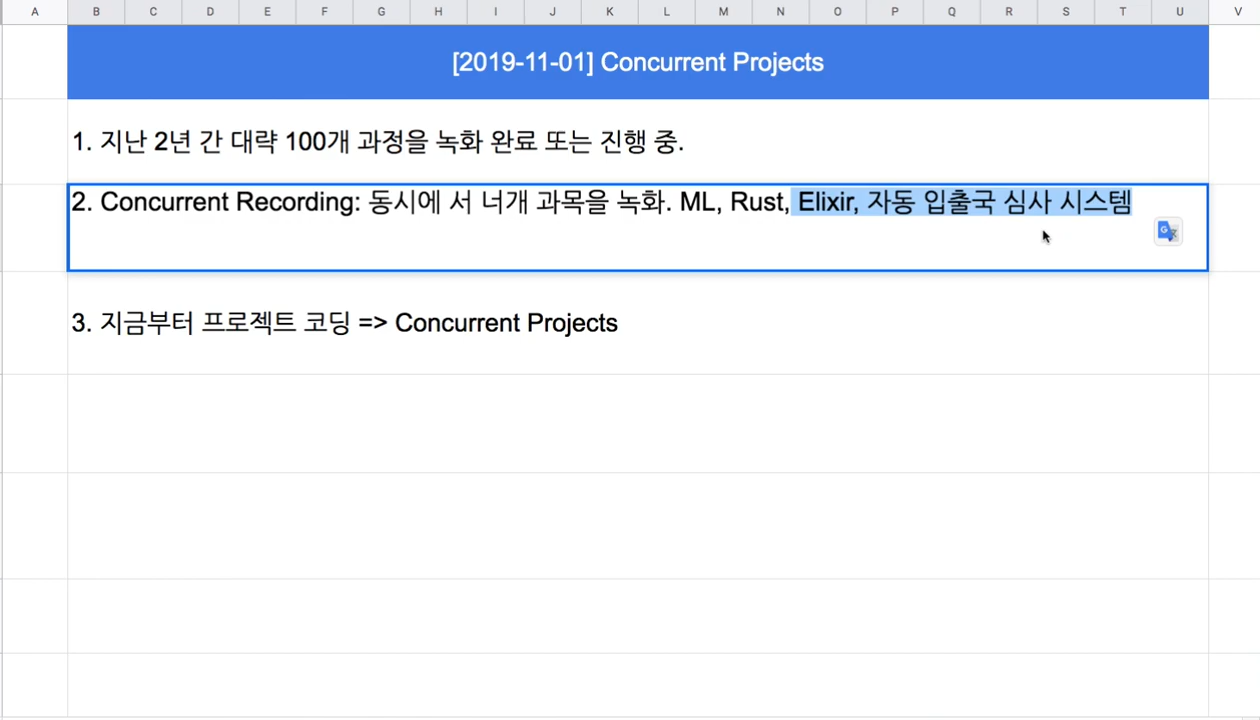 A B C D E F G H I J K L M N O P Q R S T U V
[2019-11-01] Concurrent Projects
1. 지난 2년 간 대략 100개 과정을 녹화 완료 또는 진행 중.
2. Concurrent Recording: 동시에 서 너개 과목을 녹화. ML, Rust, Elixir, 자동 입출국 심사 시스템
3. 지금부터 프로젝트 코딩 => Concurrent Projects